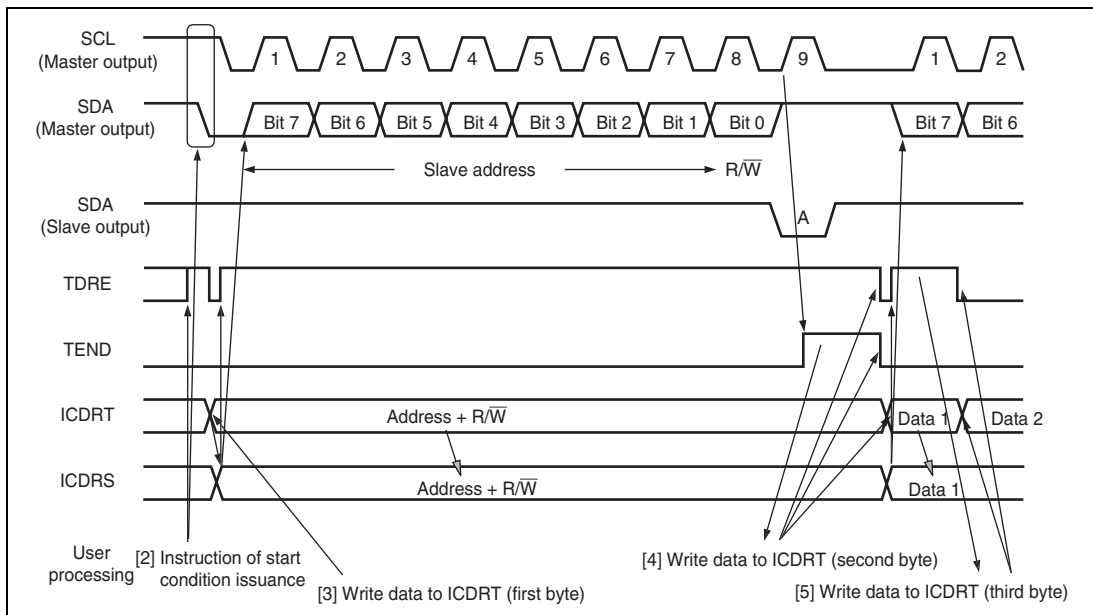 SCL
(Master output)
1 2 3 4 5 6 7 8 9 1 2
SDA
(Master output)
Bit 7 Bit 6 Bit 5 Bit 4 Bit 3 Bit 2 Bit 1 Bit 0 Bit 7 Bit 6
Slave address R/W̅
SDA
(Slave output)
A
TDRE
TEND
ICDRT
Address + R/W̅ Data 1 Data 2
ICDRS
Address + R/W̅ Data 1
User
processing
[2] Instruction of start
condition issuance
[3] Write data to ICDRT (first byte)
[4] Write data to ICDRT (second byte)
[5] Write data to ICDRT (third byte)